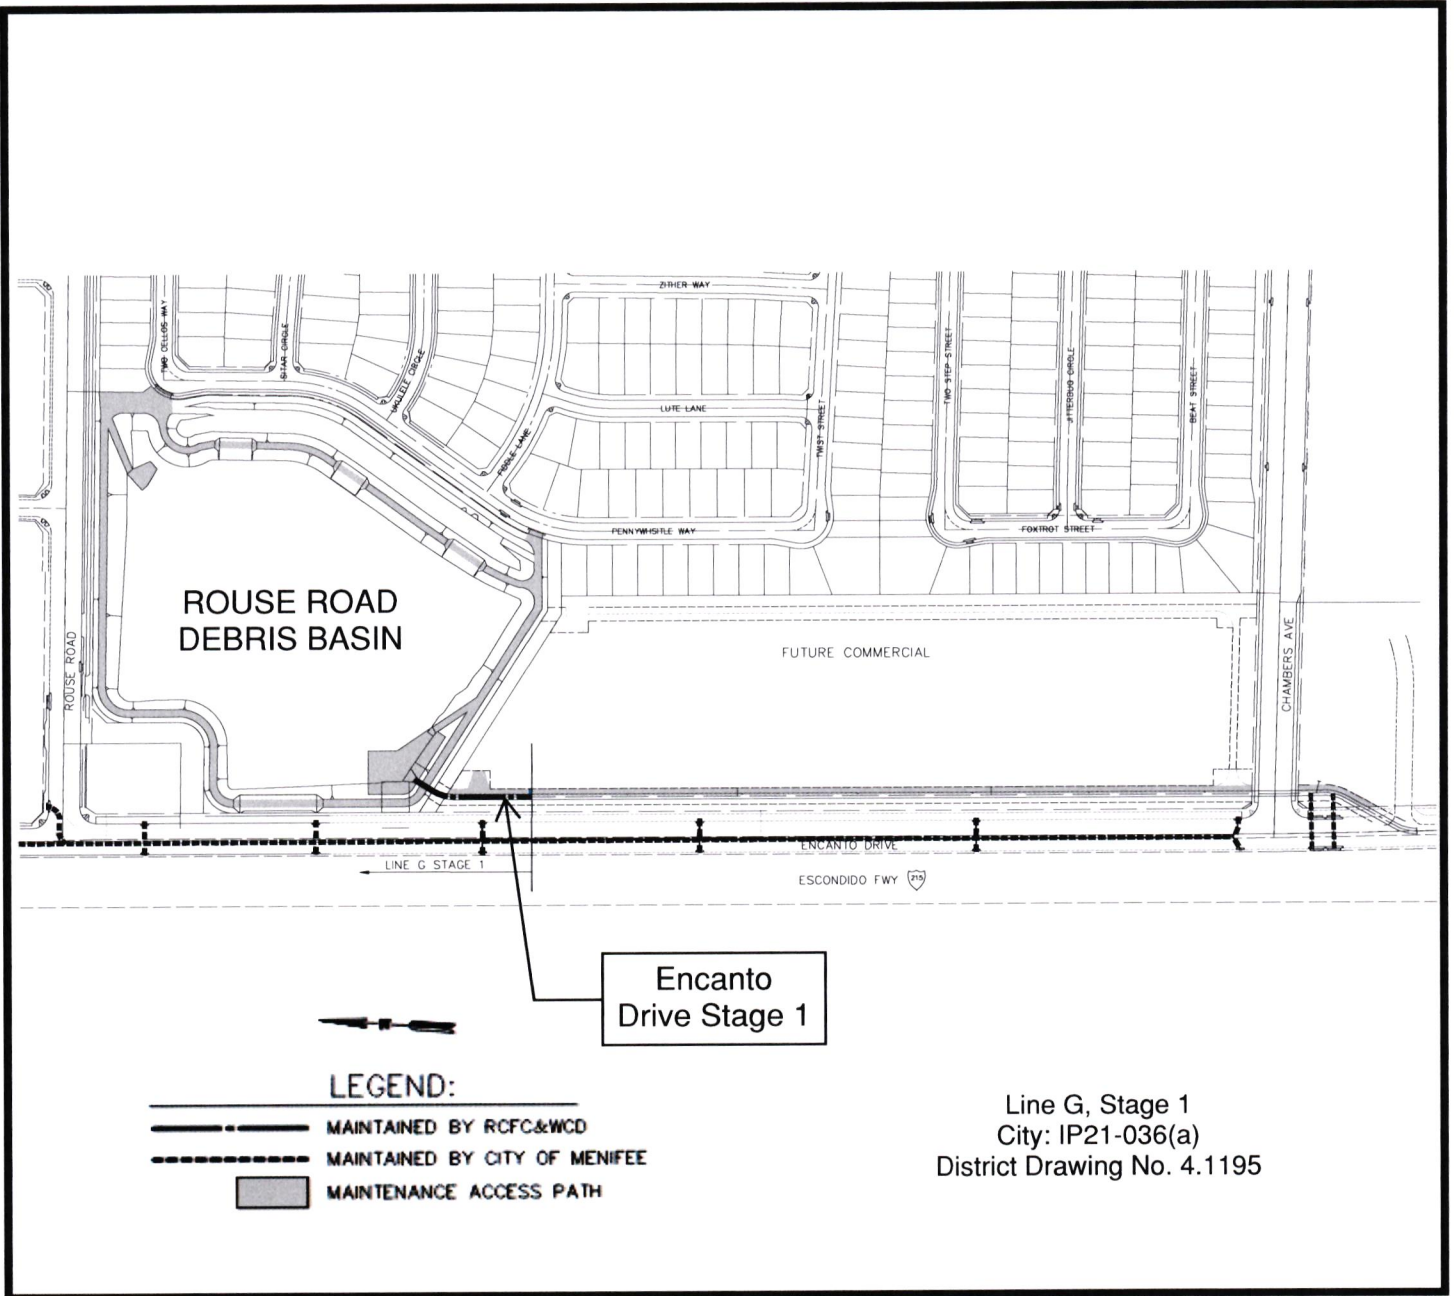 ZITHER WAY
TWO CELLOS WAY
SITAR CIRCLE
UKULELE CIRCLE
TWO STEP STREET
JITTERBUG CIRCLE
BEAT STREET
LUTE LANE
FIDDLE LANE
TWIST STREET
PENNYWHISTLE WAY
FOXTROT STREET
ROUSE ROAD
DEBRIS BASIN
ROUSE ROAD
FUTURE COMMERCIAL
CHAMBERS AVE
ENCANTO DRIVE
LINE G STAGE 1
ESCONDIDO FWY 215
Encanto
Drive Stage 1
LEGEND:
MAINTAINED BY RCFC&WCD
MAINTAINED BY CITY OF MENIFEE
MAINTENANCE ACCESS PATH
Line G, Stage 1
City: IP21-036(a)
District Drawing No. 4.1195